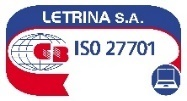 LETRINA S.A.
ISO 27701